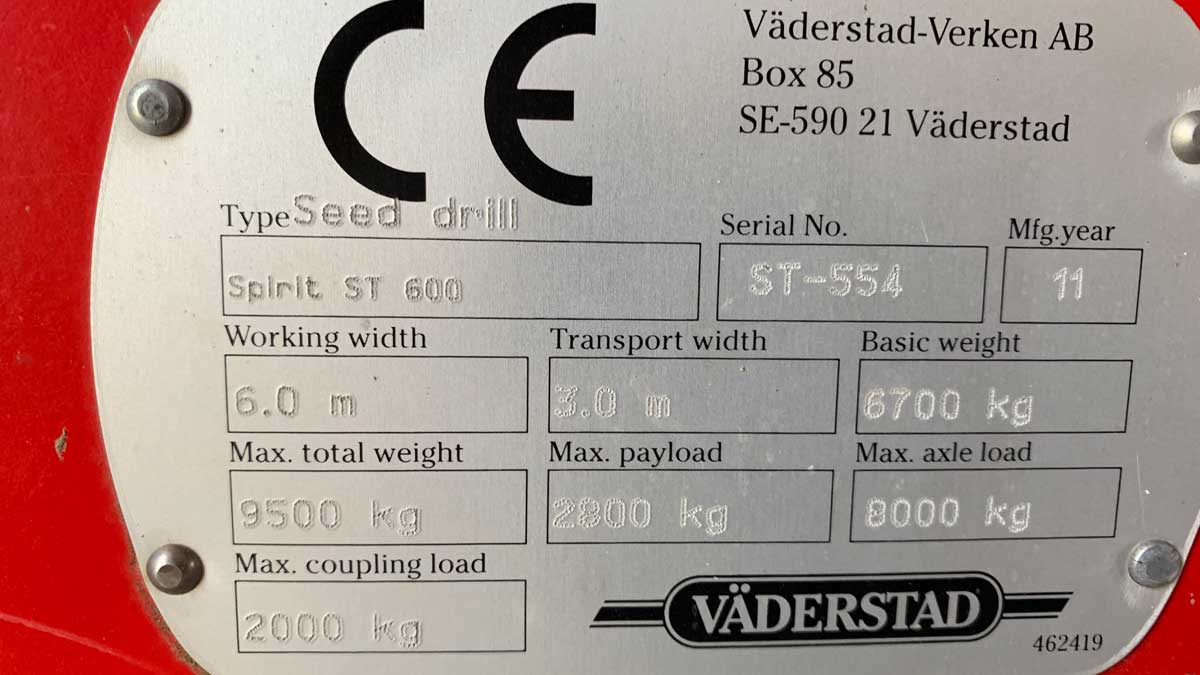 CE
Väderstad-Verken AB
Box 85
SE-590 21 Väderstad
Type Seed drill
Spirit ST 600
Serial No.
ST-554
Mfg.year
11
Working width
6.0 m
Transport width
3.0 m
Basic weight
6700 kg
Max. total weight
9500 kg
Max. payload
2800 kg
Max. axle load
8000 kg
Max. coupling load
2000 kg
VÄDERSTAD
462419